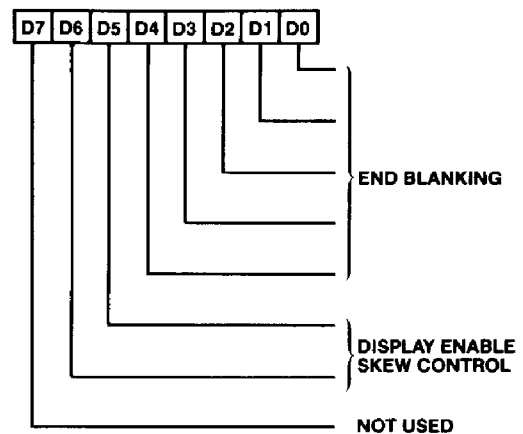 D7 D6 D5 D4 D3 D2 D1 D0
END BLANKING
DISPLAY ENABLE
SKEW CONTROL
NOT USED